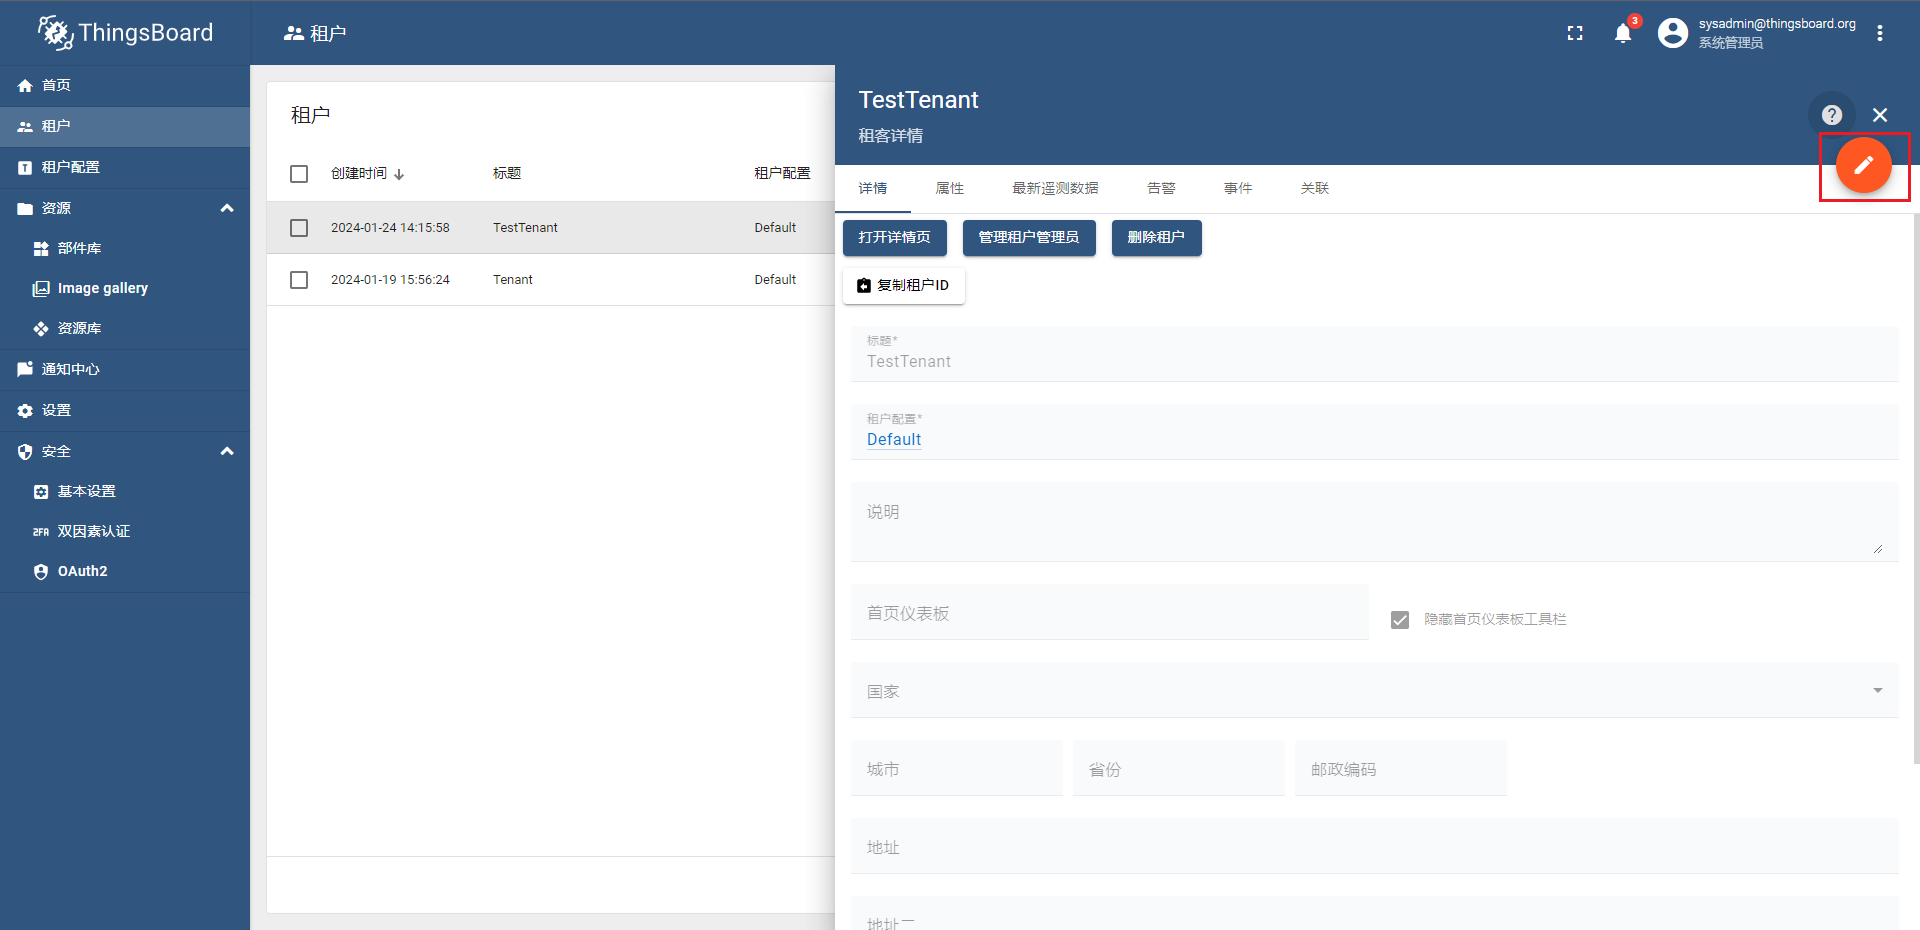 ThingsBoard
租户
3
sysadmin@thingsboard.org
系统管理员
首页
租户
租户配置
资源
部件库
Image gallery
资源库
通知中心
设置
安全
基本设置
2FA 双因素认证
OAuth2
租户
创建时间 标题 租户配置
2024-01-24 14:15:58 TestTenant Default
2024-01-19 15:56:24 Tenant Default
TestTenant
租客详情
?
详情 属性 最新遥测数据 告警 事件 关联
打开详情页 管理租户管理员 删除租户
复制租户ID
标题*
TestTenant
租户配置*
Default
说明
首页仪表板 隐藏首页仪表板工具栏
国家
城市 省份 邮政编码
地址
地址二